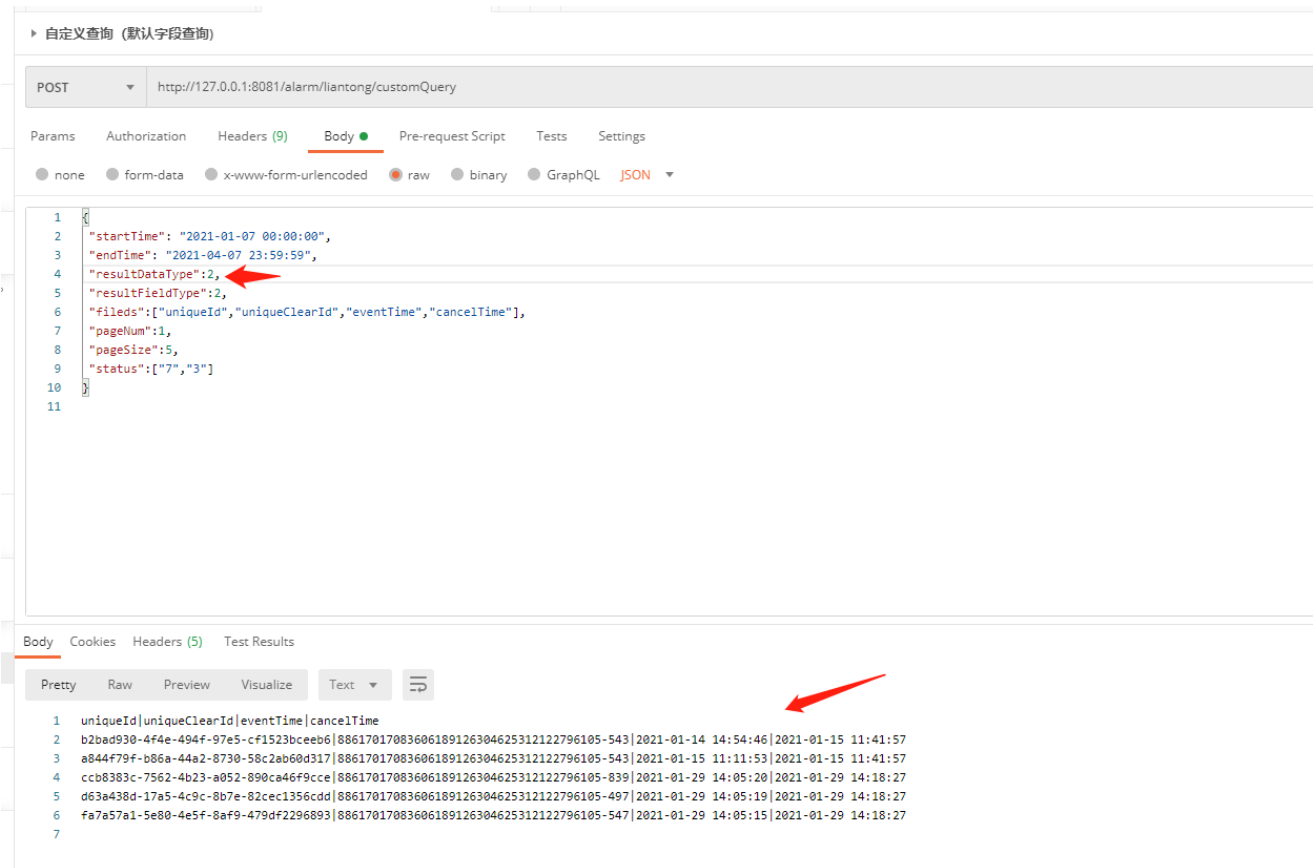 自定义查询 (默认字段查询)
POST http://127.0.0.1:8081/alarm/liantong/customQuery
Params Authorization Headers (9) Body Pre-request Script Tests Settings
none form-data x-www-form-urlencoded raw binary GraphQL JSON
1 {
2 "startTime": "2021-01-07 00:00:00",
3 "endTime": "2021-04-07 23:59:59",
4 "resultDataType":2,
5 "resultFieldType":2,
6 "fileds":["uniqueId","uniqueClearId","eventTime","cancelTime"],
7 "pageNum":1,
8 "pageSize":5,
9 "status":["7","3"]
10 }
11
Body Cookies Headers (5) Test Results
Pretty Raw Preview Visualize Text
1 uniqueId|uniqueClearId|eventTime|cancelTime
2 b2bad930-4f4e-494f-97e5-cf1523bceeb6|8861701708360618912630462531212279​6105-543|2021-01-14 14:54:46|2021-01-15 11:41:57
3 a844f79f-b86a-44a2-8730-58c2ab60d317|88617017083606189126304625312122796105-543|2021-01-15 11:11:53|2021-01-15 11:41:57
4 ccb8383c-7562-4b23-a052-890ca46f9cce|88617017083606189126304625312122796105-839|2021-01-29 14:05:20|2021-01-29 14:18:27
5 d63a438d-17a5-4c9c-8b7e-82cec1356cdd|88617017083606189126304625312122796105-497|2021-01-29 14:05:19|2021-01-29 14:18:27
6 fa7a57a1-5e80-4e5f-8af9-479df2296893|88617017083606189126304625312122796105-547|2021-01-29 14:05:15|2021-01-29 14:18:27
7